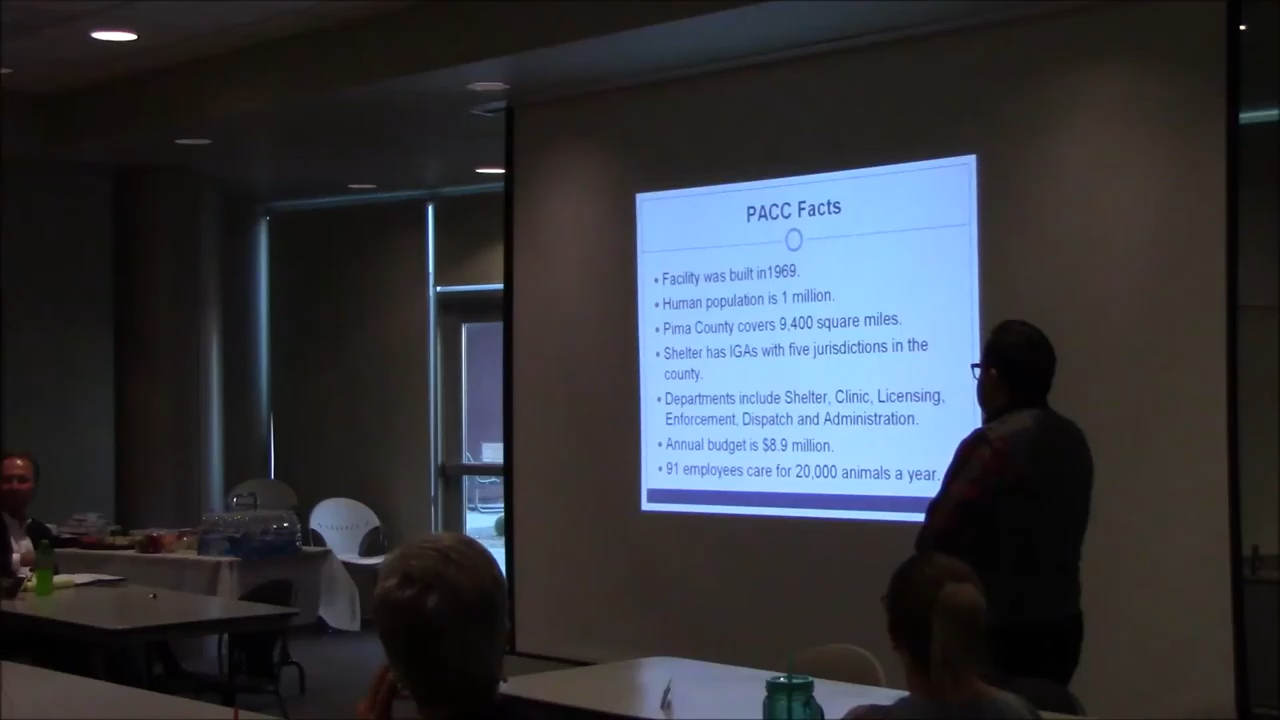 PACC Facts
• Facility was built in1969.
• Human population is 1 million.
• Pima County covers 9,400 square miles.
• Shelter has IGAs with five jurisdictions in the
county.
• Departments include Shelter, Clinic, Licensing,
Enforcement, Dispatch and Administration.
• Annual budget is $8.9 million.
• 91 employees care for 20,000 animals a year.